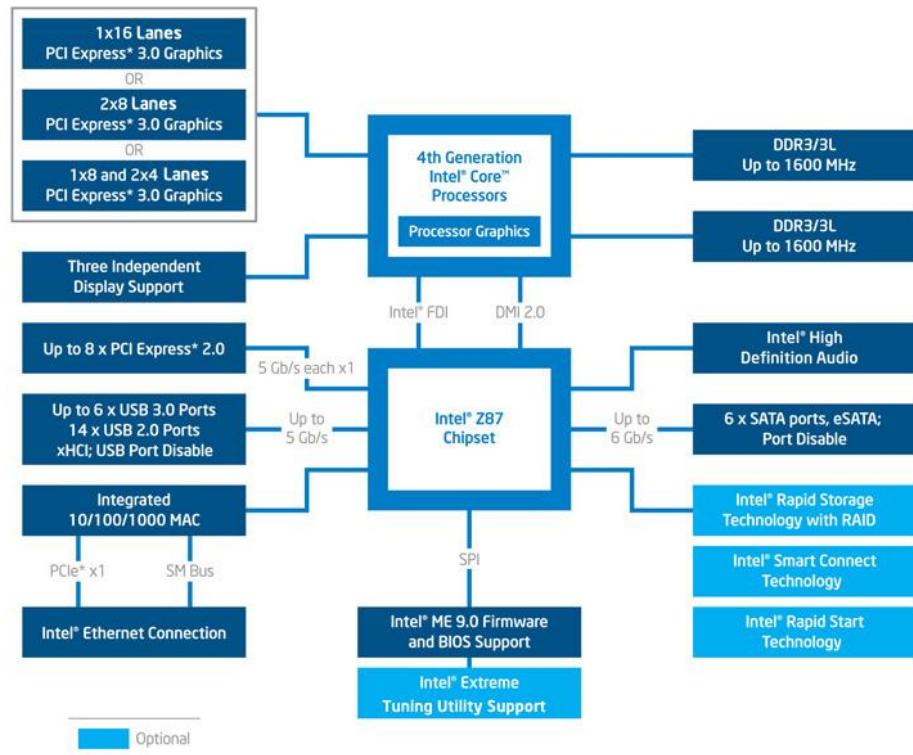 1x16 Lanes
PCI Express* 3.0 Graphics
OR
2x8 Lanes
PCI Express* 3.0 Graphics
OR
1x8 and 2x4 Lanes
PCI Express* 3.0 Graphics
Three Independent
Display Support
4th Generation
Intel® Core™
Processors
Processor Graphics
DDR3/3L
Up to 1600 MHz
DDR3/3L
Up to 1600 MHz
Intel® FDI
DMI 2.0
Up to 8 x PCI Express* 2.0
5 Gb/s each x1
Up to 6 x USB 3.0 Ports
14 x USB 2.0 Ports
xHCI; USB Port Disable
Up to
5 Gb/s
Integrated
10/100/1000 MAC
PCIe* x1
SM Bus
Intel® Ethernet Connection
Intel® Z87
Chipset
Intel® High
Definition Audio
Up to
6 Gb/s
6 x SATA ports, eSATA;
Port Disable
Intel® Rapid Storage
Technology with RAID
Intel® Smart Connect
Technology
Intel® Rapid Start
Technology
SPI
Intel® ME 9.0 Firmware
and BIOS Support
Intel® Extreme
Tuning Utility Support
Optional